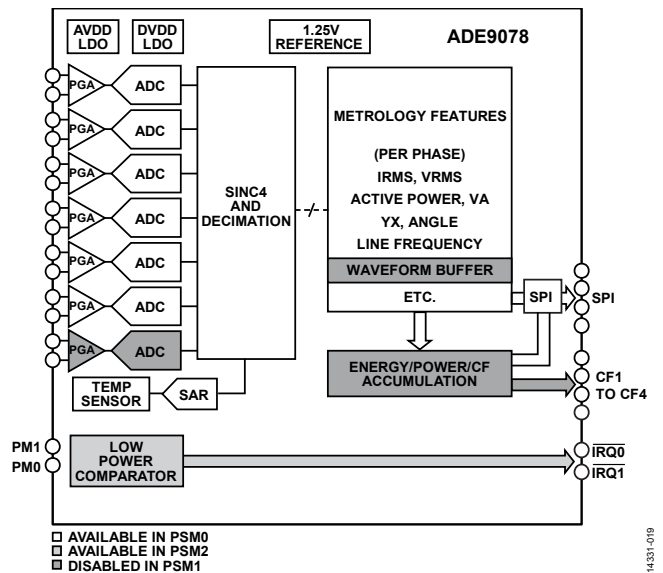 AVDD
LDO
DVDD
LDO
1.25V
REFERENCE
ADE9078
PGA
ADC
PGA
ADC
PGA
ADC
PGA
ADC
PGA
ADC
PGA
ADC
PGA
ADC
SINC4
AND
DECIMATION
METROLOGY FEATURES
(PER PHASE)
IRMS, VRMS
ACTIVE POWER, VA
YX, ANGLE
LINE FREQUENCY
WAVEFORM BUFFER
ETC.
SPI
SPI
TEMP
SENSOR
SAR
ENERGY/POWER/CF
ACCUMULATION
CF1
TO CF4
PM1
PM0
LOW
POWER
COMPARATOR
IRQ0
IRQ1
AVAILABLE IN PSM0
AVAILABLE IN PSM2
DISABLED IN PSM1
14331-019